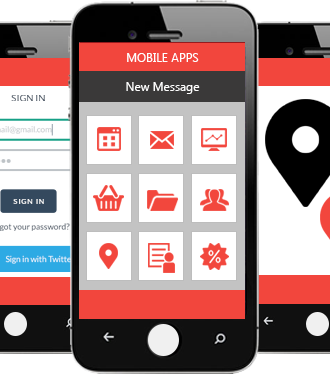 MOBILE APPS
New Message
SIGN IN
ail@gmail.com
SIGN IN
got your password?
Sign in with Twitte